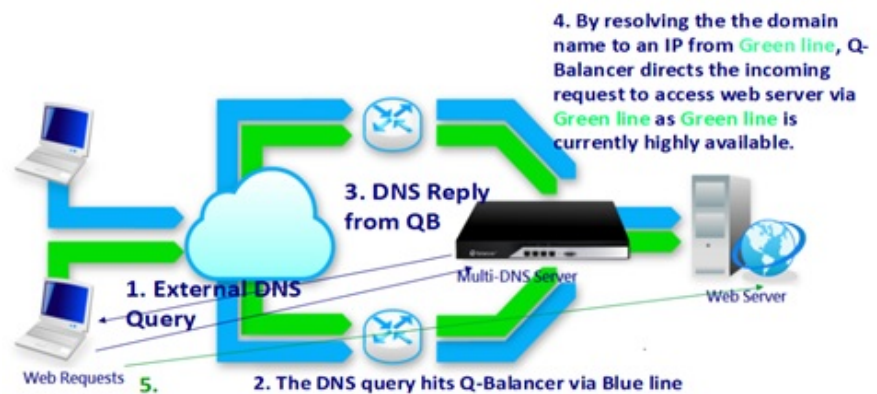 4. By resolving the the domain
name to an IP from Green line, Q-
Balancer directs the incoming
request to access web server via
Green line as Green line is
currently highly available.
3. DNS Reply
from QB
Multi-DNS Server
1. External DNS
Query
Web Server
Web Requests
5.
2. The DNS query hits Q-Balancer via Blue line